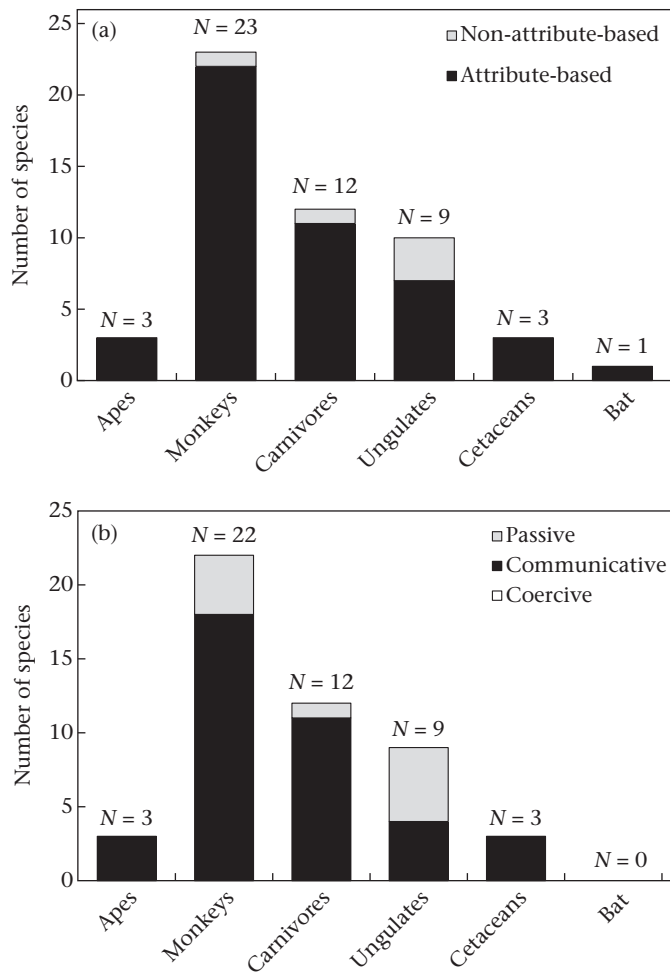 25
(a)
N = 23
Non-attribute-based
Attribute-based
20
15
N = 12
N = 9
10
5
N = 3
N = 3
N = 1
0
Number of species
Apes
Monkeys
Carnivores
Ungulates
Cetaceans
Bat
25
(b)
N = 22
Passive
Communicative
Coercive
20
15
N = 12
N = 9
10
5
N = 3
N = 3
N = 0
0
Number of species
Apes
Monkeys
Carnivores
Ungulates
Cetaceans
Bat